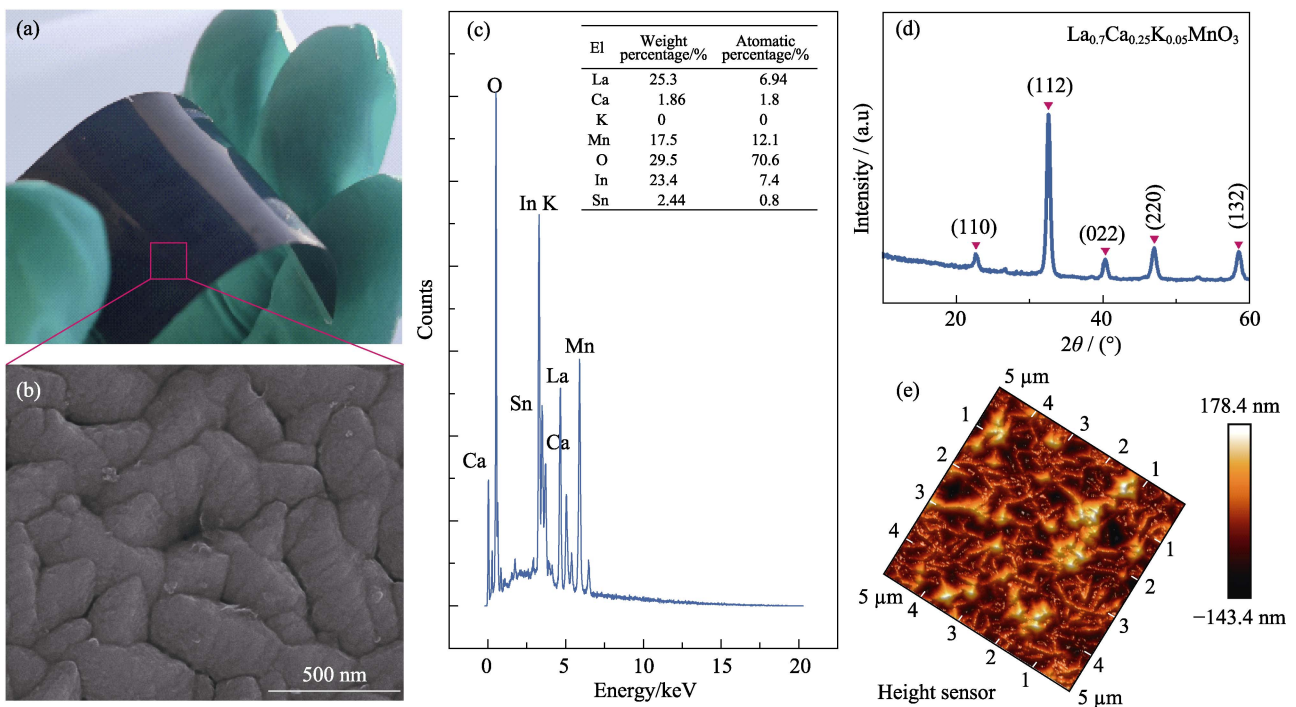 (a)
(b)
500 nm
(c)
El Weight percentage/% Atomatic percentage/%
La 25.3 6.94
Ca 1.86 1.8
K 0 0
Mn 17.5 12.1
O 29.5 70.6
In 23.4 7.4
Sn 2.44 0.8
O
In K
Mn
La
Sn
Ca
Ca
Counts
0 5 10 15 20
Energy/keV
(d)
La0.7Ca0.25K0.05MnO3
(112)
(110)
(022)
(220)
(132)
Intensity / (a.u)
20 40 60
2θ / (°)
(e)
5 μm
4
3
2
1
1
2
3
4
5 μm
4
3
2
1
1
2
3
4
5 μm
178.4 nm
−143.4 nm
Height sensor